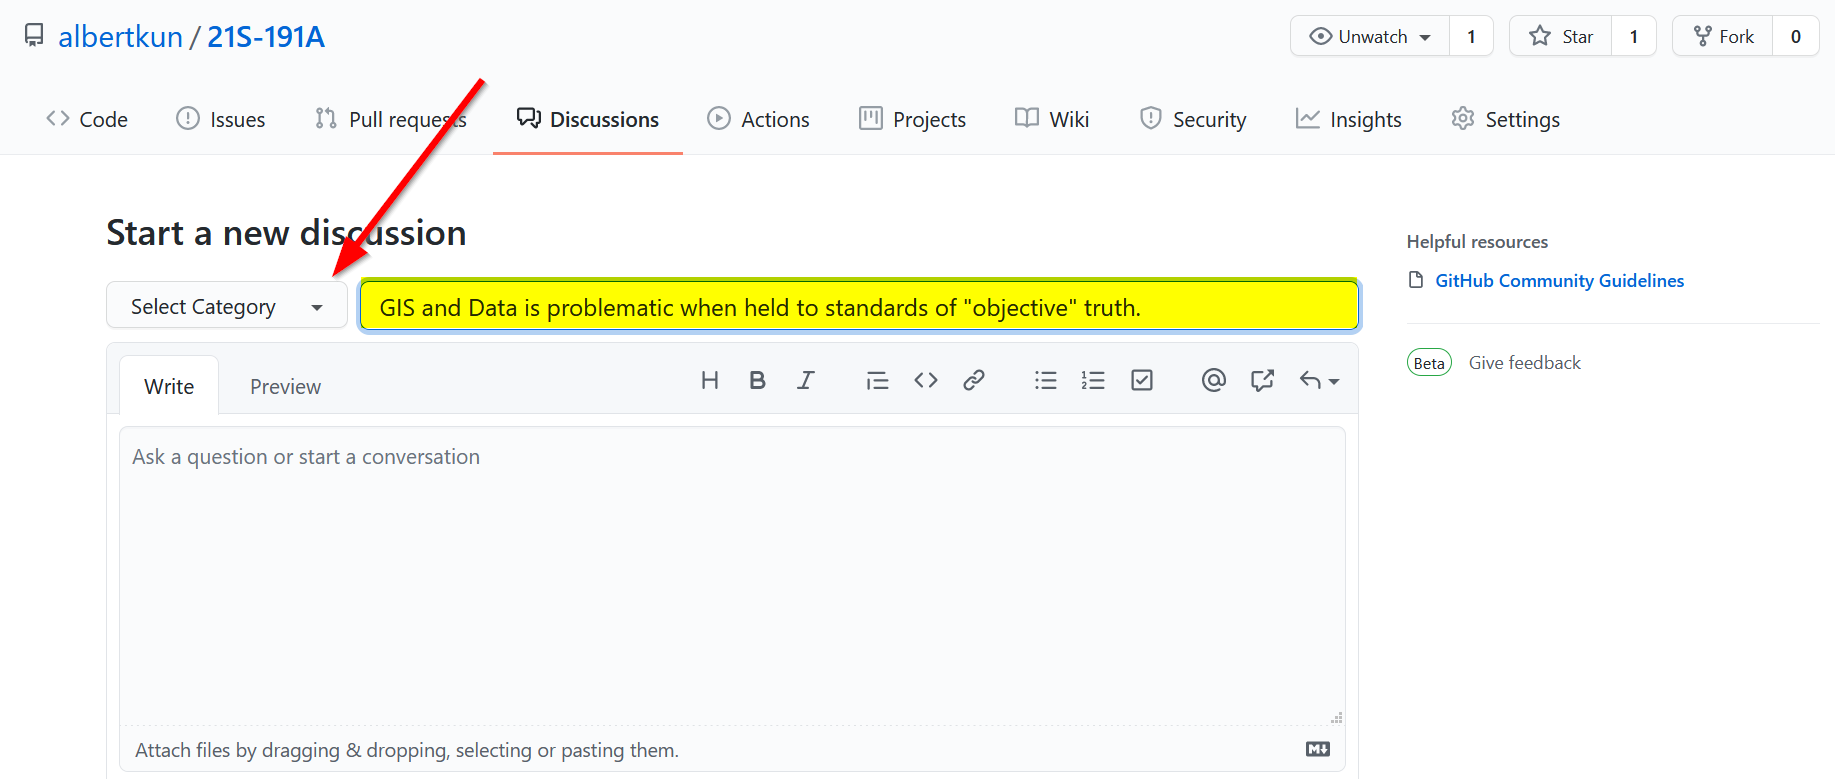 albertkun / 21S-191A
Unwatch 1 Star 1 Fork 0
Code Issues Pull requests Discussions Actions Projects Wiki Security Insights Settings
Start a new discussion
Select Category
GIS and Data is problematic when held to standards of "objective" truth.
Write Preview
Ask a question or start a conversation
Attach files by dragging & dropping, selecting or pasting them.
Helpful resources
GitHub Community Guidelines
Beta Give feedback